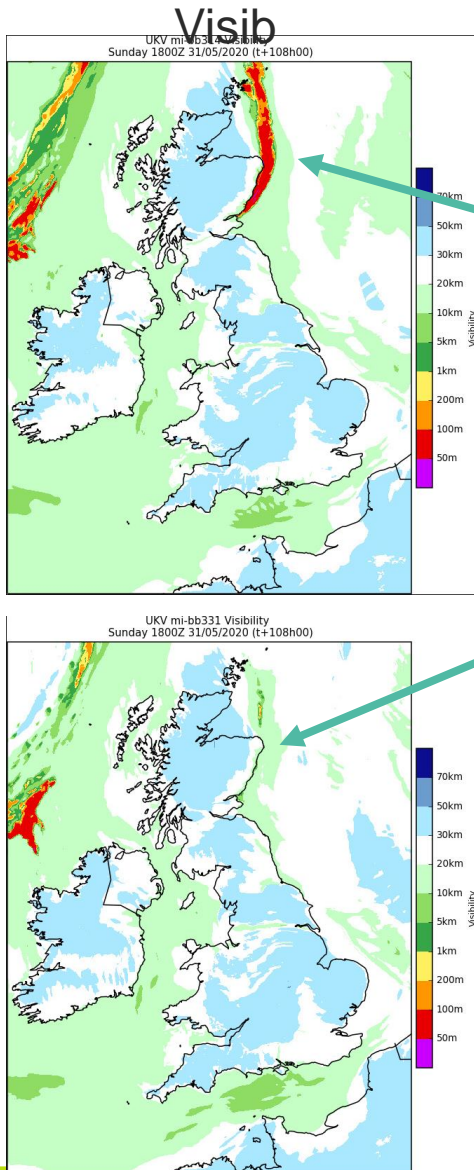 Visib
UKV mi-bb314 Visibility
Sunday 1800Z 31/05/2020 (t+108h00)
70km
50km
30km
20km
10km
5km
1km
200m
100m
50m
Visibility
UKV mi-bb331 Visibility
Sunday 1800Z 31/05/2020 (t+108h00)
70km
50km
30km
20km
10km
5km
1km
200m
100m
50m
Visibility